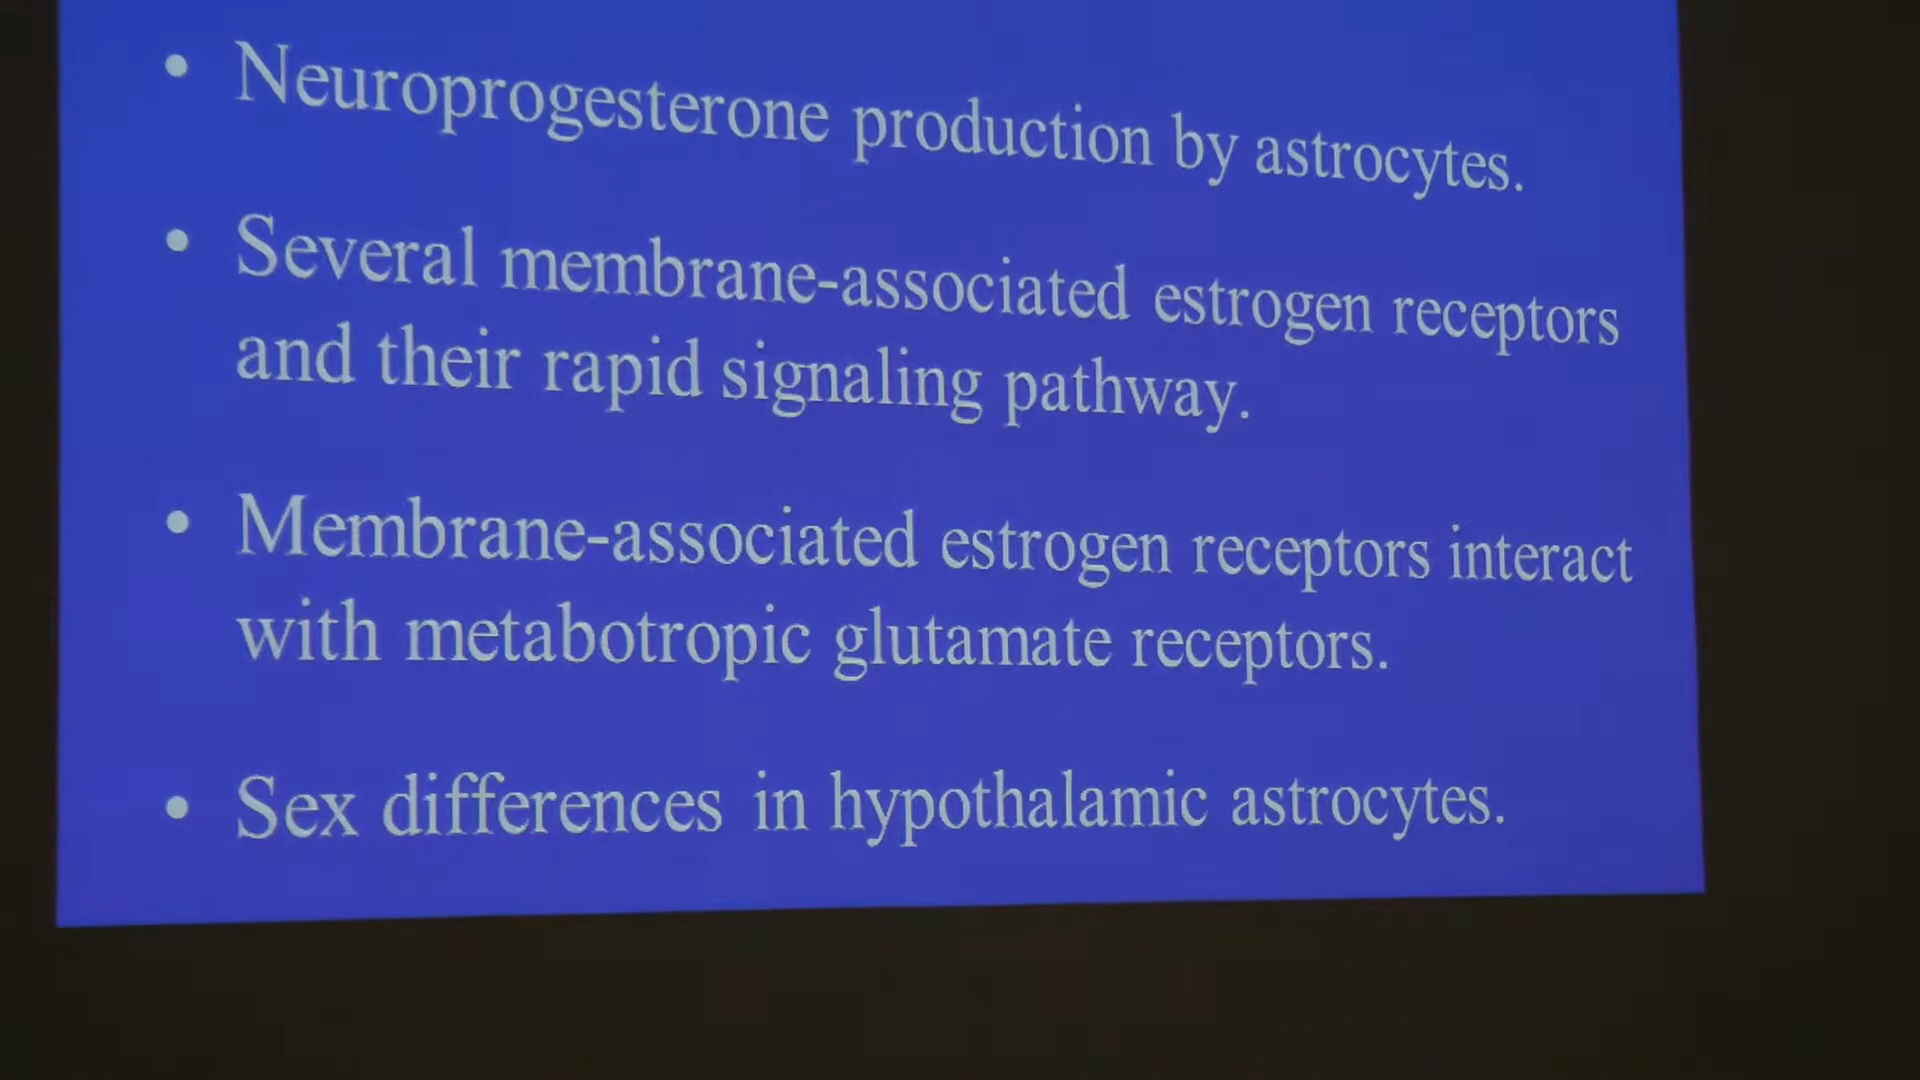 • Neuroprogesterone production by astrocytes.
• Several membrane-associated estrogen receptors
and their rapid signaling pathway.
• Membrane-associated estrogen receptors interact
with metabotropic glutamate receptors.
• Sex differences in hypothalamic astrocytes.